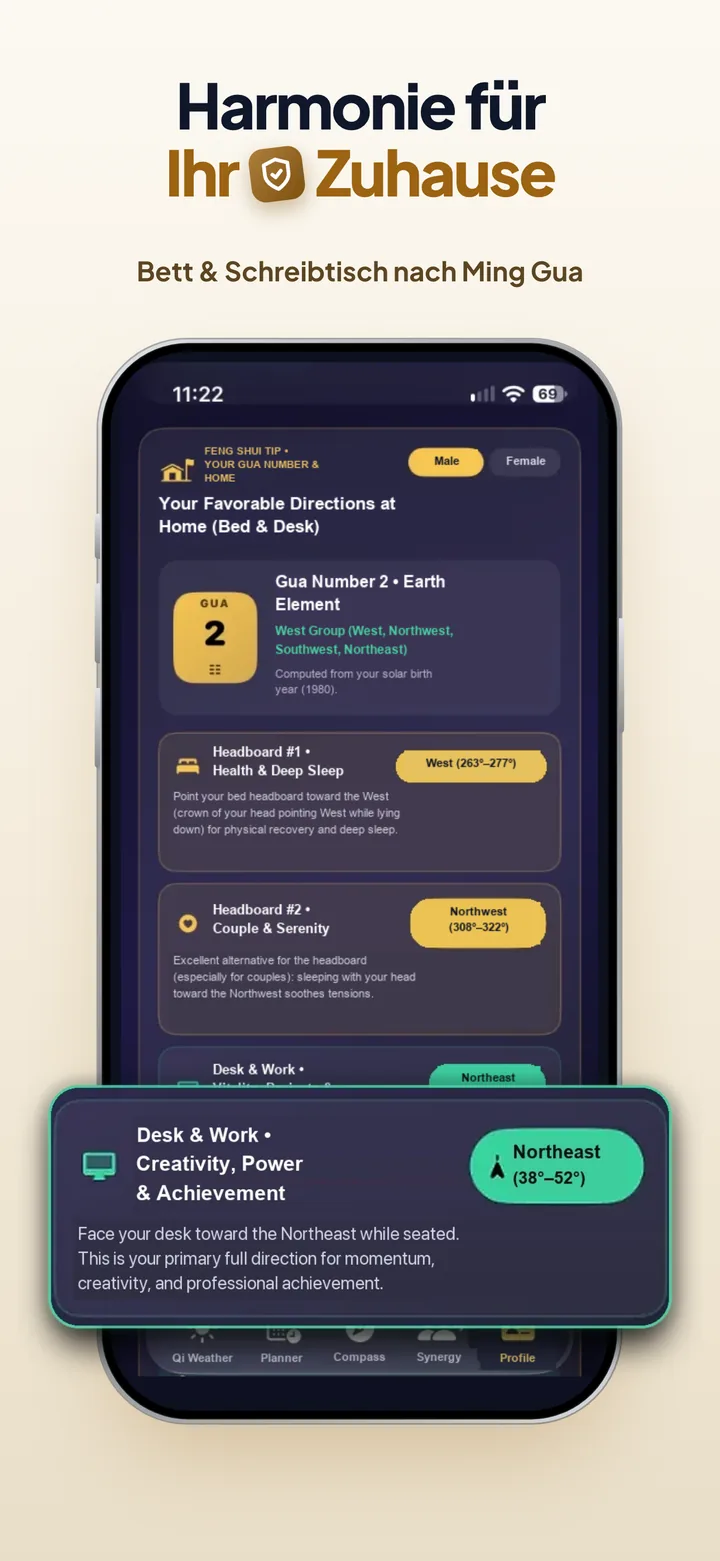 Harmonie für
Ihr Zuhause
Bett & Schreibtisch nach Ming Gua
11:22
69
FENG SHUI TIP •
YOUR GUA NUMBER &
HOME
Male
Female
Your Favorable Directions at
Home (Bed & Desk)
GUA
2
Gua Number 2 • Earth
Element
West Group (West, Northwest,
Southwest, Northeast)
Computed from your solar birth
year (1980).
Headboard #1 •
Health & Deep Sleep
West (263°–277°)
Point your bed headboard toward the West
(crown of your head pointing West while lying
down) for physical recovery and deep sleep.
Headboard #2 •
Couple & Serenity
Northwest
(308°–322°)
Excellent alternative for the headboard
(especially for couples): sleeping with your head
toward the Northwest soothes tensions.
Desk & Work •
Northeast
Desk & Work •
Creativity, Power
& Achievement
Northeast
(38°–52°)
Face your desk toward the Northeast while seated.
This is your primary full direction for momentum,
creativity, and professional achievement.
Qi Weather
Planner
Compass
Synergy
Profile